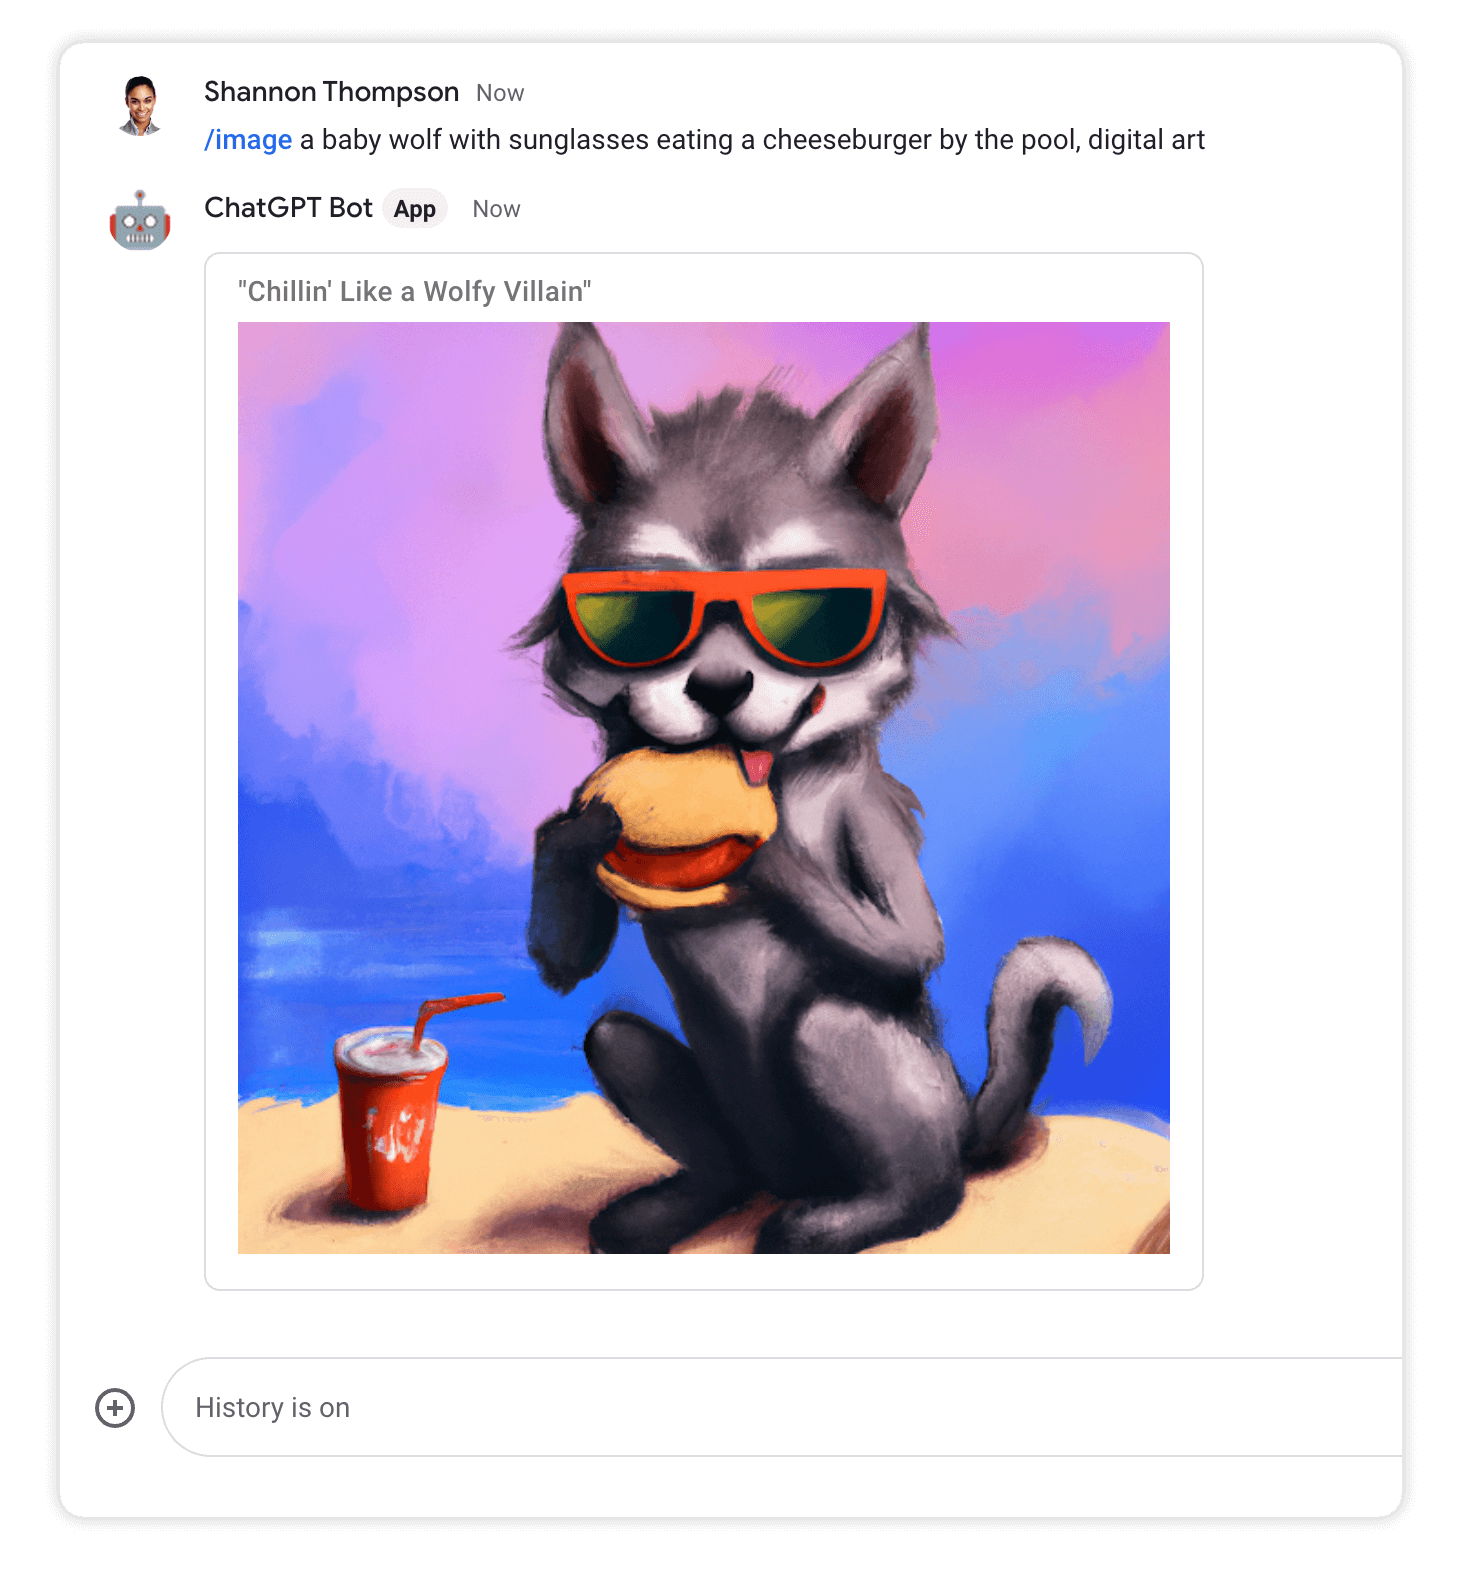 Shannon Thompson Now
/image a baby wolf with sunglasses eating a cheeseburger by the pool, digital art
ChatGPT Bot App Now
"Chillin' Like a Wolfy Villain"
History is on